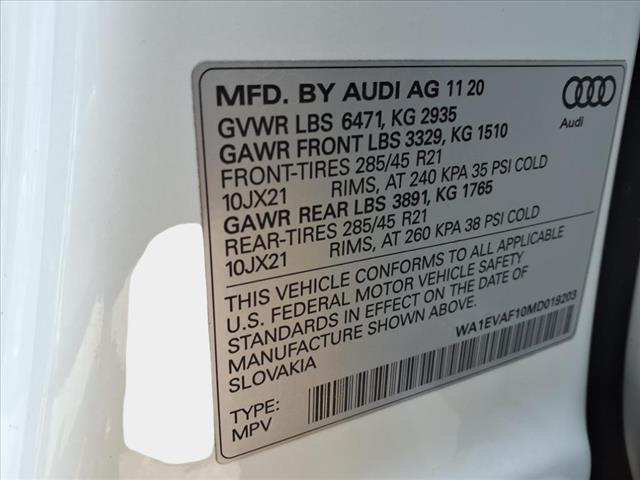 MFD. BY AUDI AG 11 20
GVWR LBS 6471, KG 2935
GAWR FRONT LBS 3329, KG 1510
FRONT-TIRES 285/45 R21
10JX21 RIMS, AT 240 KPA 35 PSI COLD
GAWR REAR LBS 3891, KG 1765
REAR-TIRES 285/45 R21
10JX21 RIMS, AT 260 KPA 38 PSI COLD
THIS VEHICLE CONFORMS TO ALL APPLICABLE
U.S. FEDERAL MOTOR VEHICLE SAFETY
STANDARDS IN EFFECT ON THE DATE OF
MANUFACTURE SHOWN ABOVE
SLOVAKIA
WA1EVAF10MD019203
TYPE:
MPV
Audi